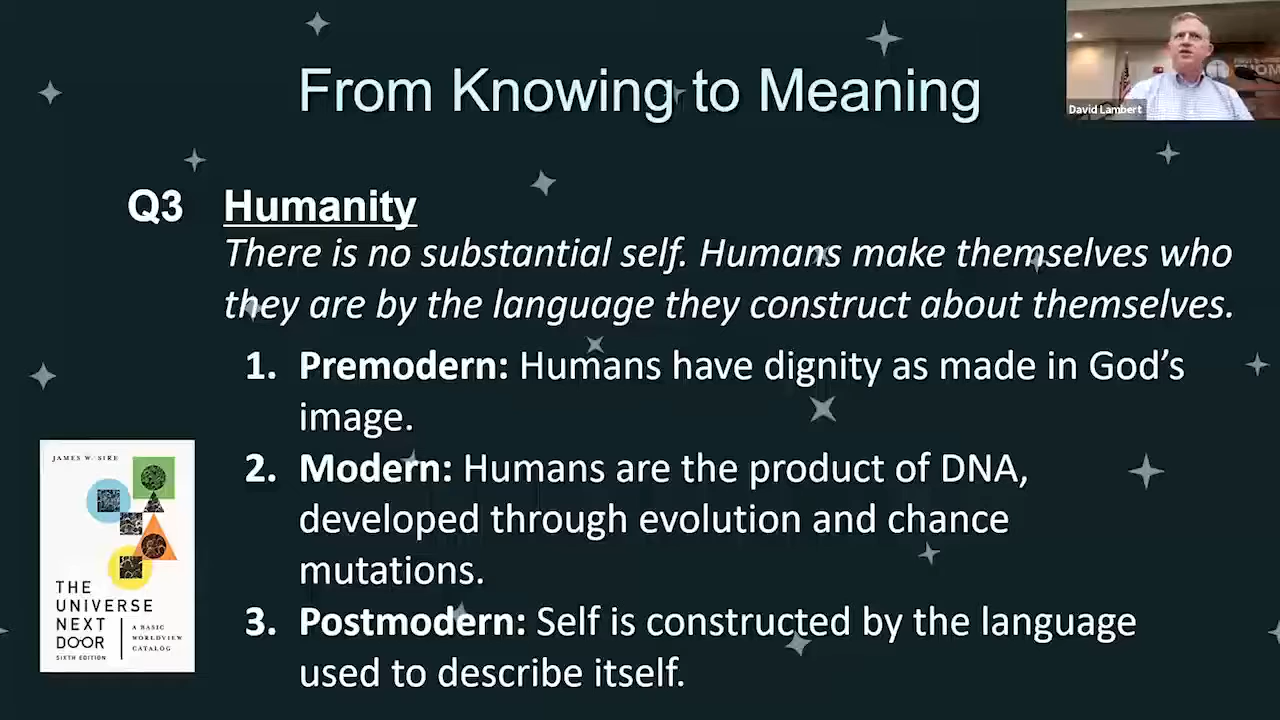 From Knowing to Meaning
David Lambert
Q3 Humanity
There is no substantial self. Humans make themselves who
they are by the language they construct about themselves.
1. Premodern: Humans have dignity as made in God's
image.
2. Modern: Humans are the product of DNA,
developed through evolution and chance
mutations.
3. Postmodern: Self is constructed by the language
used to describe itself.
JAMES W. SIRE
THE
UNIVERSE
NEXT
DOOR
SIXTH EDITION
A BASIC
WORLDVIEW
CATALOG